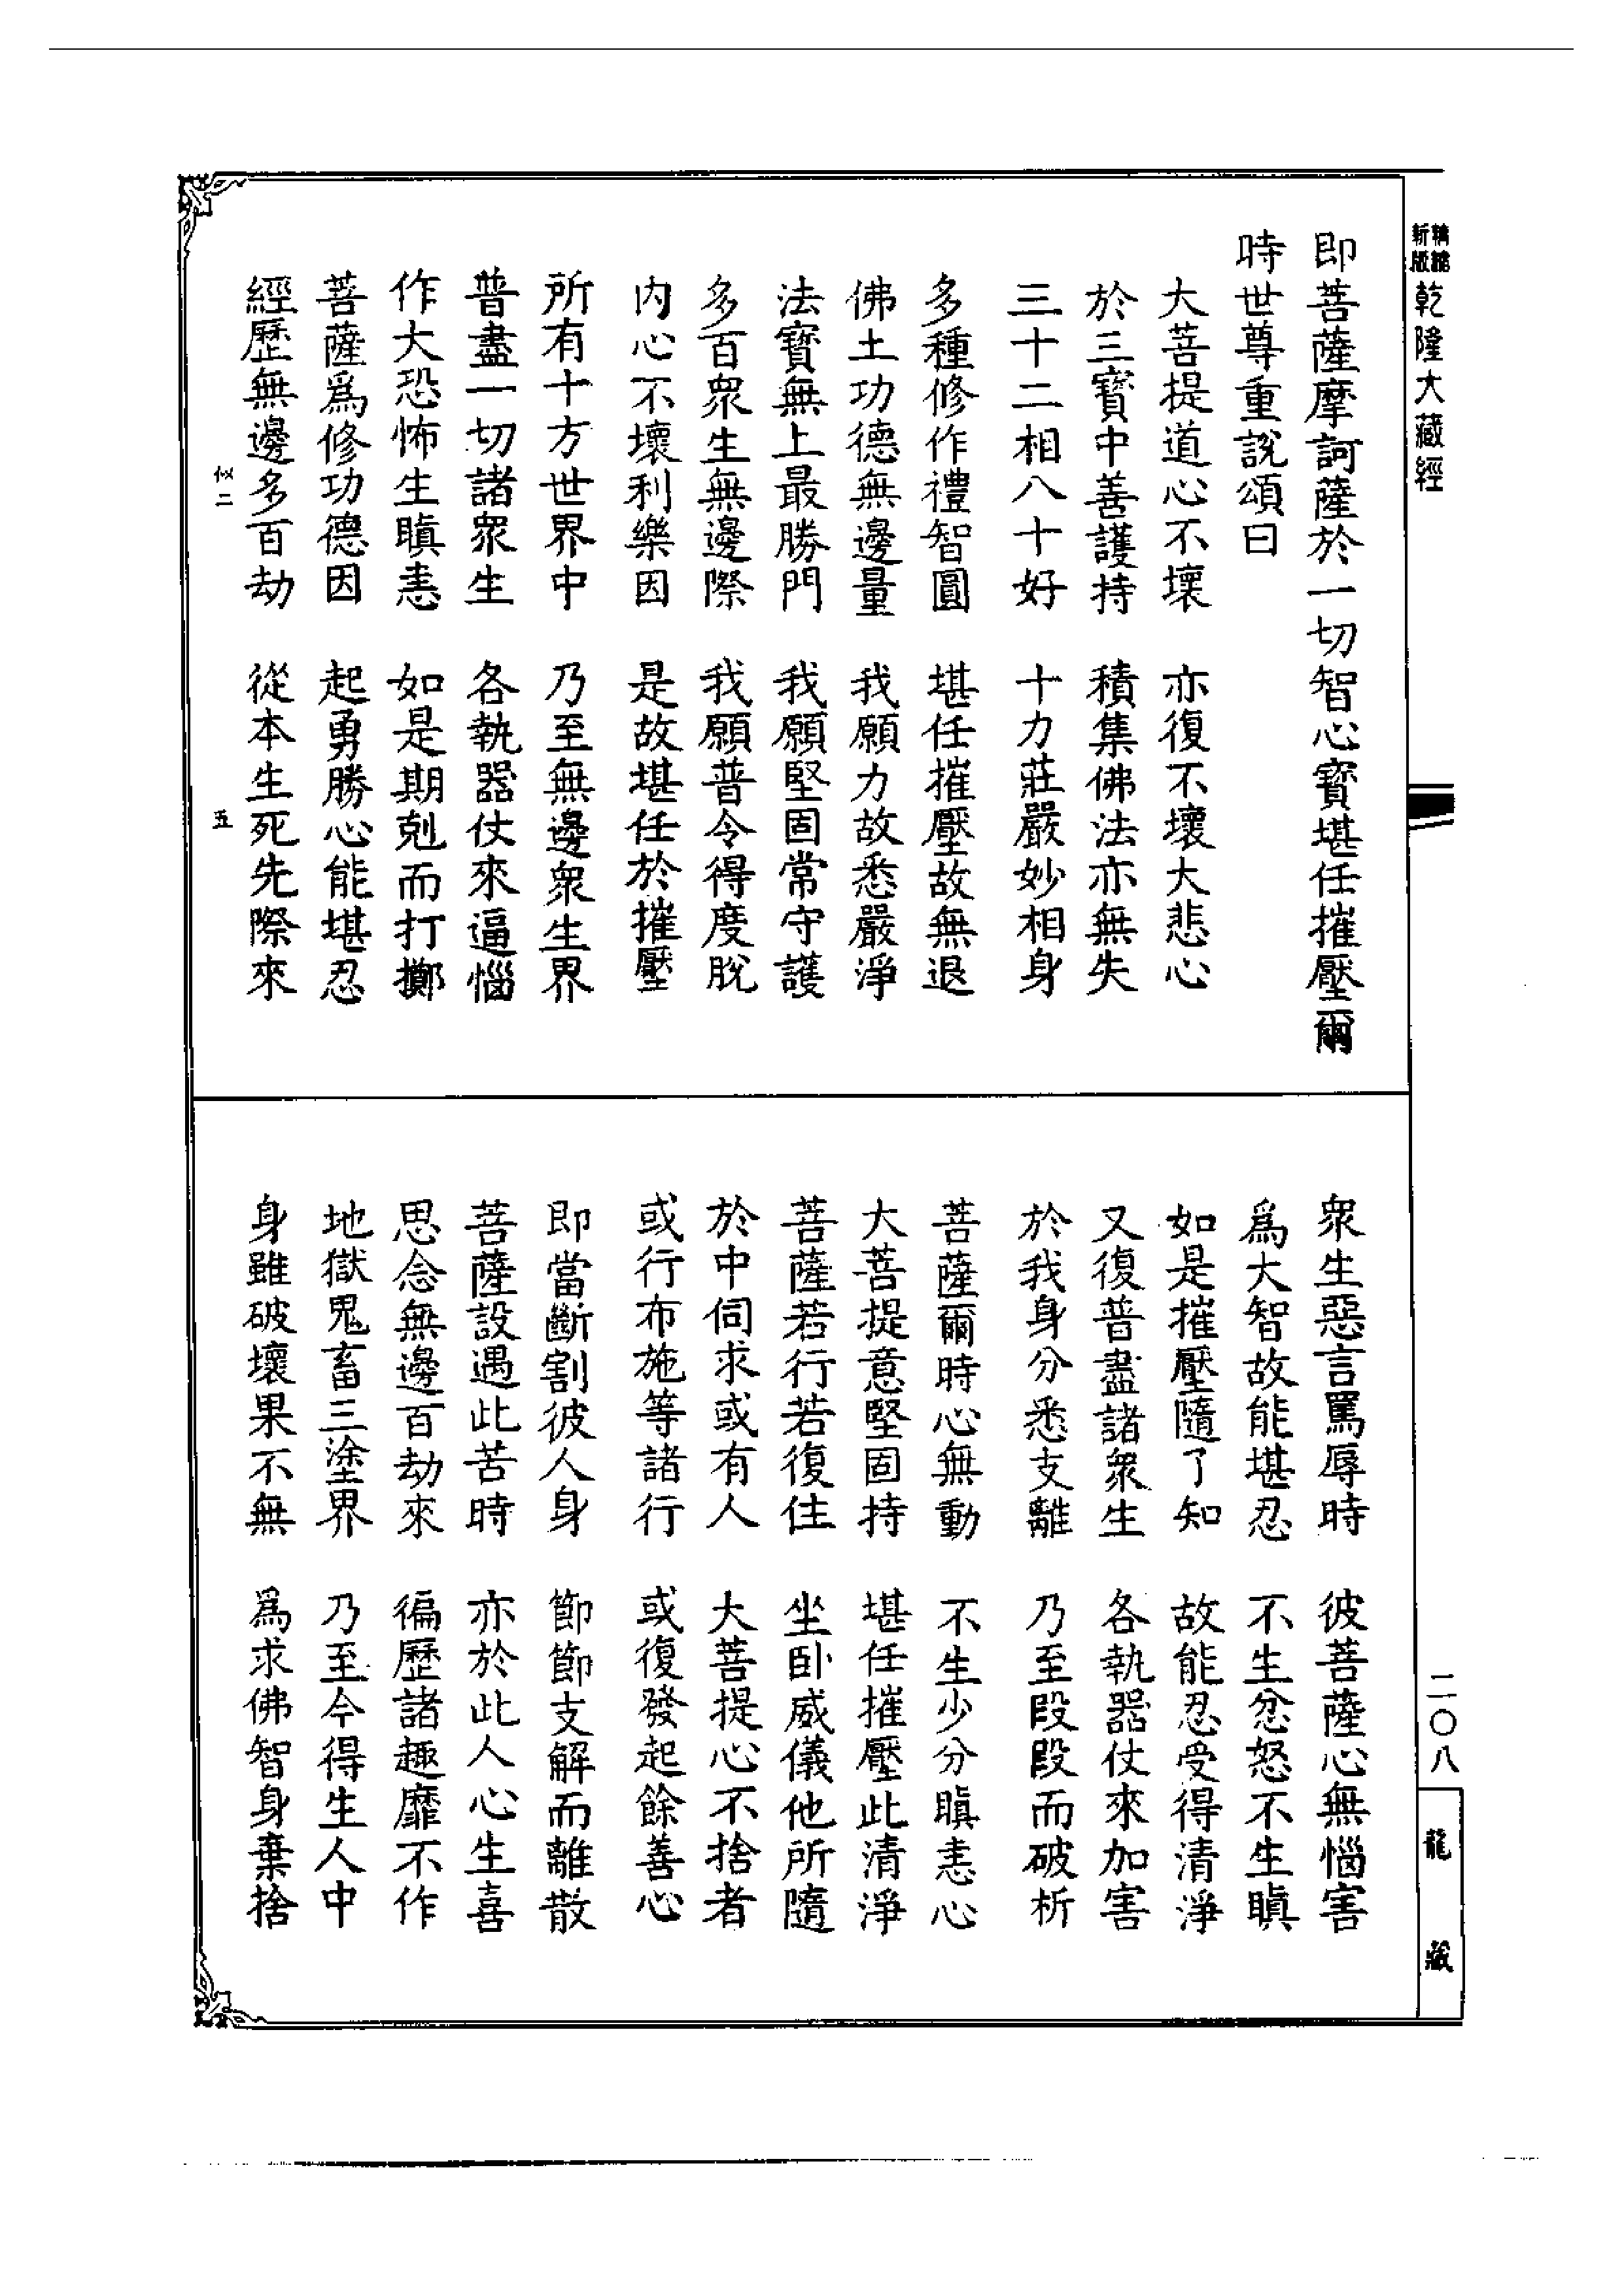 新版精縮乾隆大藏經
即菩薩摩訶薩於一切智心寶堪任摧壓爾
時世尊重說頌曰
大菩提道心不壞　亦復不壞大悲心
於三寶中善護持　積集佛法亦無失
三十二相八十好　十力莊嚴妙相身
多種修作禮智圓　堪任摧壓故無退
佛土功德無邊量　我願力故悉嚴淨
法寶無上最勝門　我願堅固常守護
多百眾生無邊際　我願普令得度脫
內心不壞利樂因　是故堪任於摧壓
所有十方世界中　乃至無邊眾生界
普盡一切諸眾生　各執器仗來逼惱
作大恐怖生瞋恚　如是期剋而打擲
菩薩爲修功德因　起勇勝心能堪忍
經歷無邊多百劫　從本生死先際來
似二　五
眾生惡言罵辱時　彼菩薩心無惱害
爲大智故能堪忍　不生忿怒不生瞋
如是摧壓隨了知　故能忍受得清淨
又復普盡諸眾生　各執器仗來加害
於我身分悉支離　乃至段段而破析
菩薩爾時心無動　不生少分瞋恚心
大菩提意堅固持　堪任摧壓此清淨
菩薩若行若復住　坐臥威儀他所隨
於中伺求或有人　大菩提心不捨者
或行布施等諸行　或復發起餘善心
即當斷割彼人身　節節支解而離散
菩薩設遇此苦時　亦於此人心生喜
思念無邊百劫來　徧歷諸趣靡不作
地獄鬼畜三塗界　乃至今得生人中
身雖破壞果不無　爲求佛智身棄捨
二〇八
龍藏